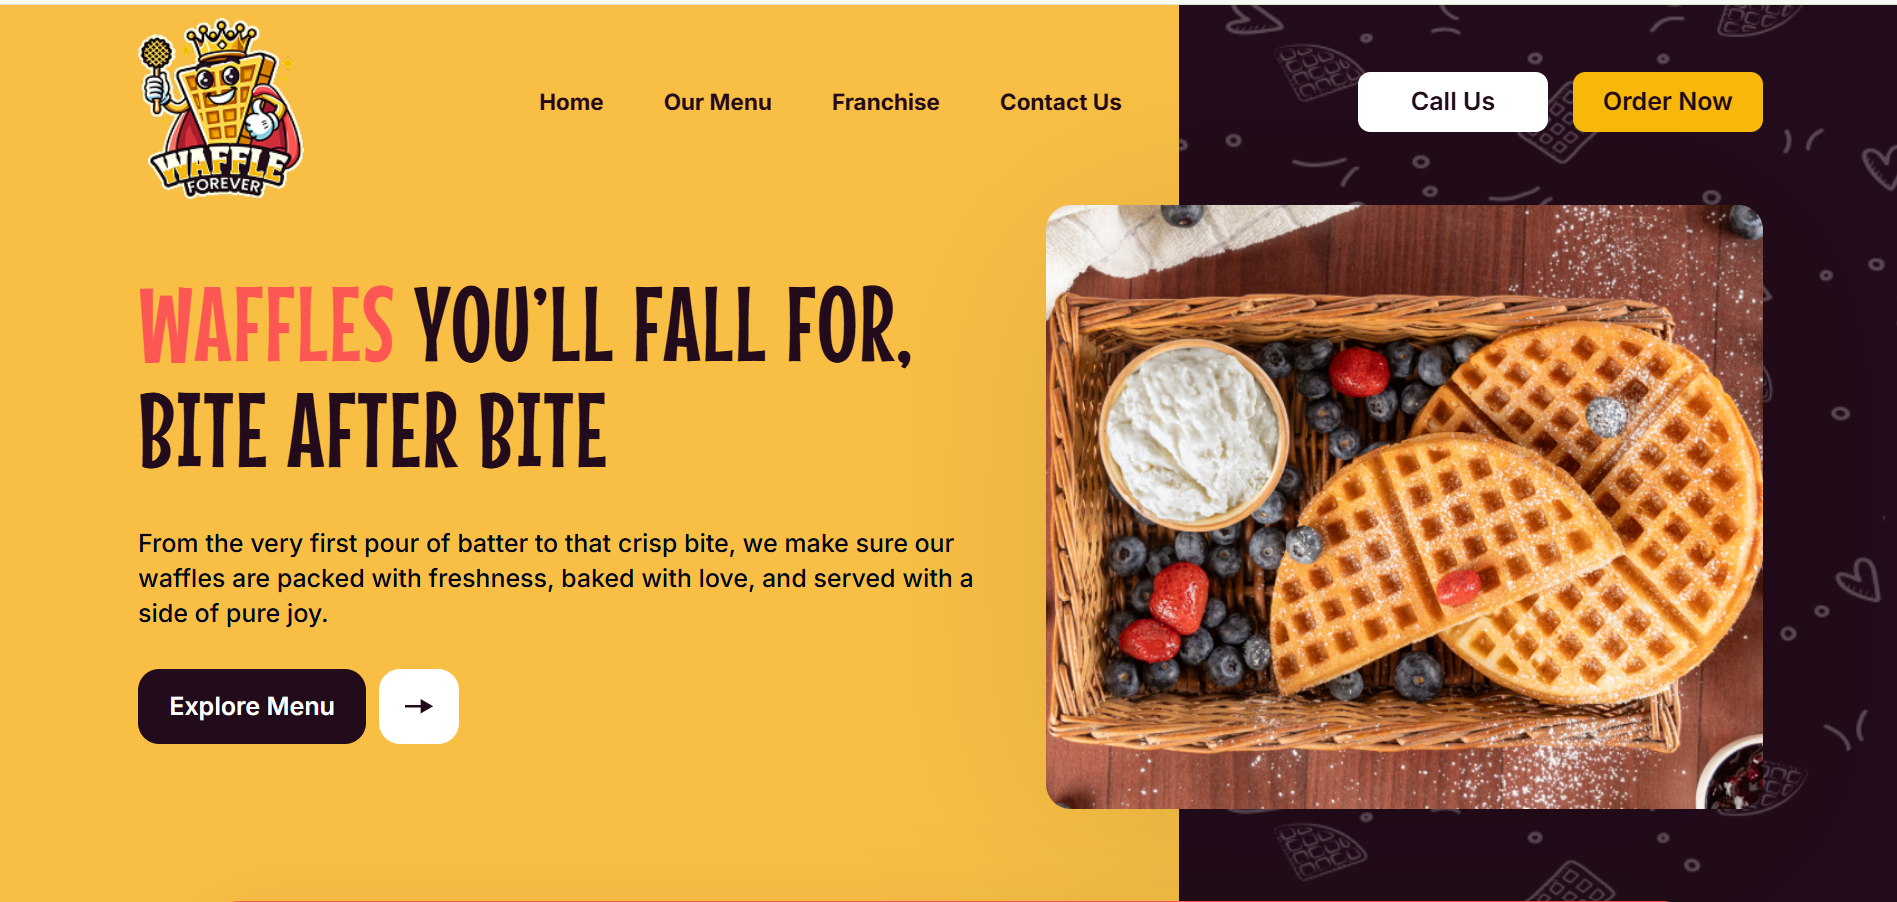 WAFFLE
FOREVER
Home Our Menu Franchise Contact Us Call Us Order Now
WAFFLES YOU’LL FALL FOR,
BITE AFTER BITE
From the very first pour of batter to that crisp bite, we make sure our
waffles are packed with freshness, baked with love, and served with a
side of pure joy.
Explore Menu